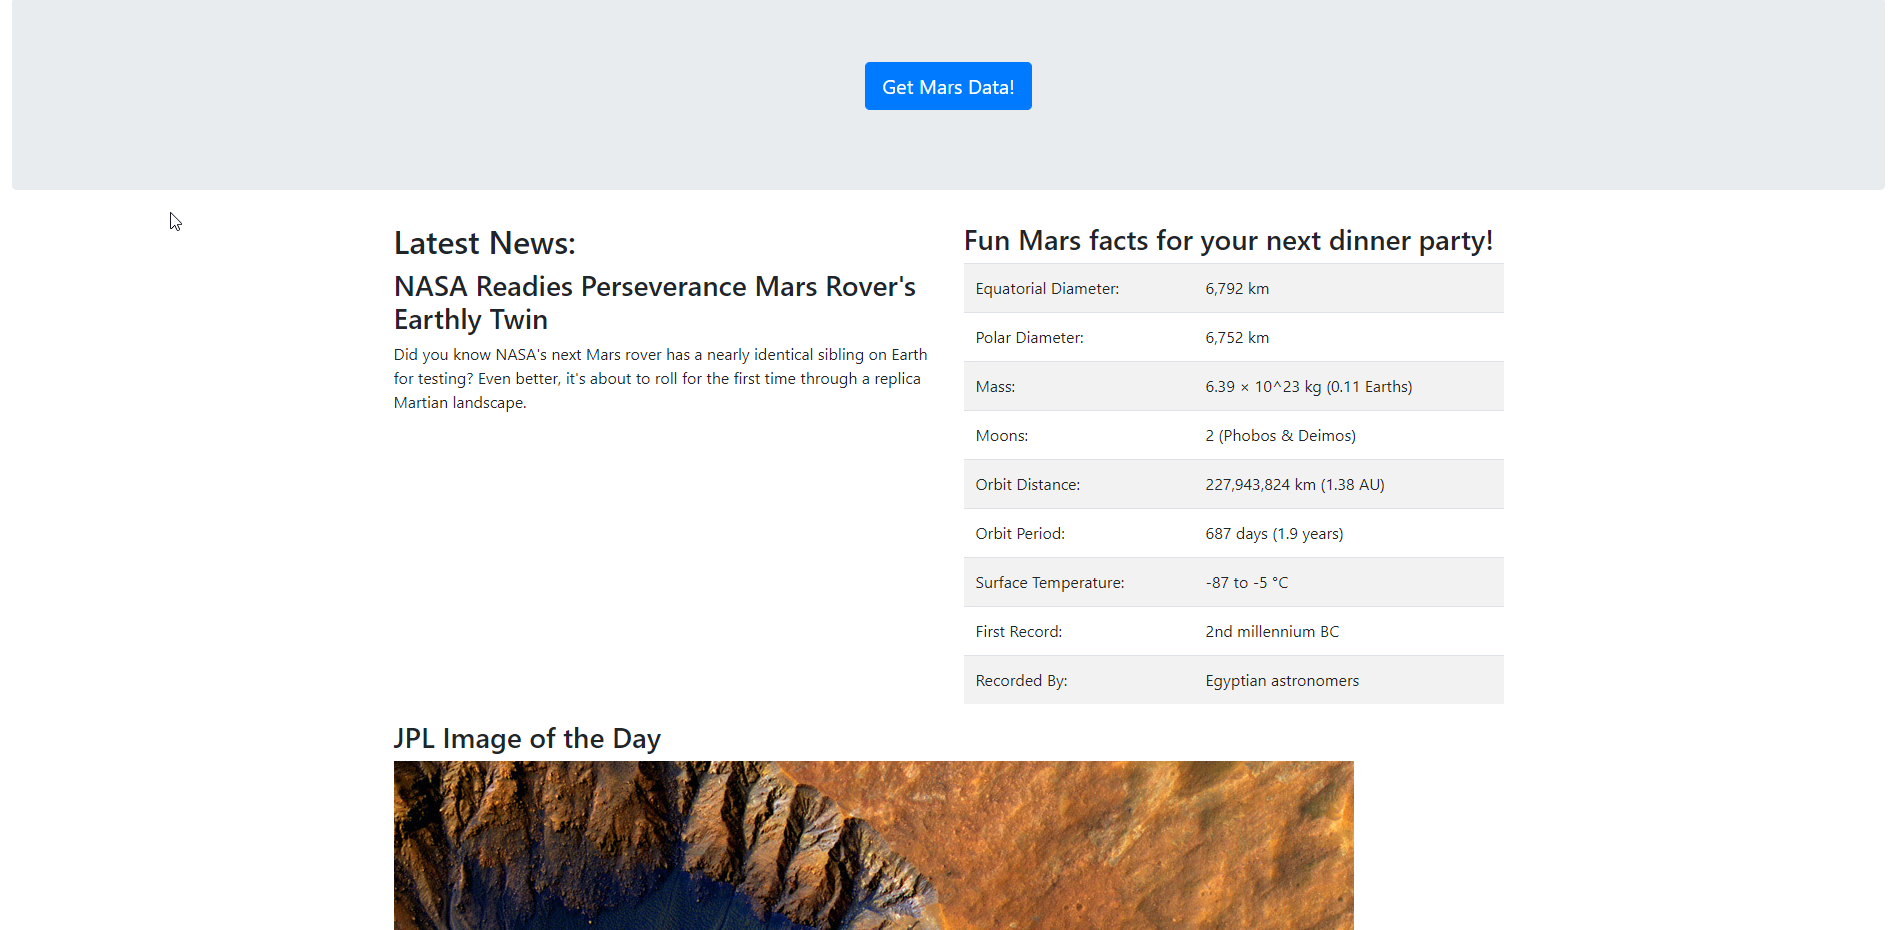 Get Mars Data!
Latest News:
NASA Readies Perseverance Mars Rover's
Earthly Twin
Did you know NASA's next Mars rover has a nearly identical sibling on Earth
for testing? Even better, it's about to roll for the first time through a replica
Martian landscape.
Fun Mars facts for your next dinner party!
Equatorial Diameter: 6,792 km
Polar Diameter: 6,752 km
Mass: 6.39 × 10^23 kg (0.11 Earths)
Moons: 2 (Phobos & Deimos)
Orbit Distance: 227,943,824 km (1.38 AU)
Orbit Period: 687 days (1.9 years)
Surface Temperature: -87 to -5 °C
First Record: 2nd millennium BC
Recorded By: Egyptian astronomers
JPL Image of the Day